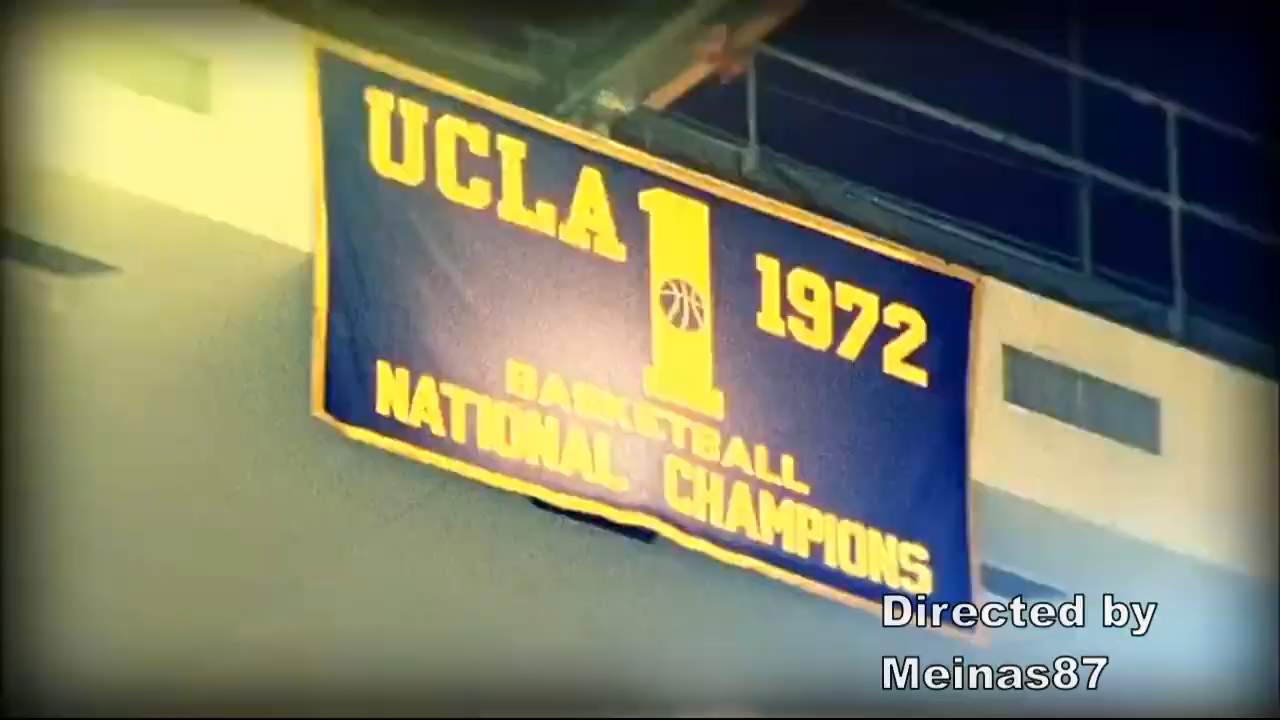 UCLA 1 1972
BASKETBALL
NATIONAL CHAMPIONS
Directed by
Meinas87